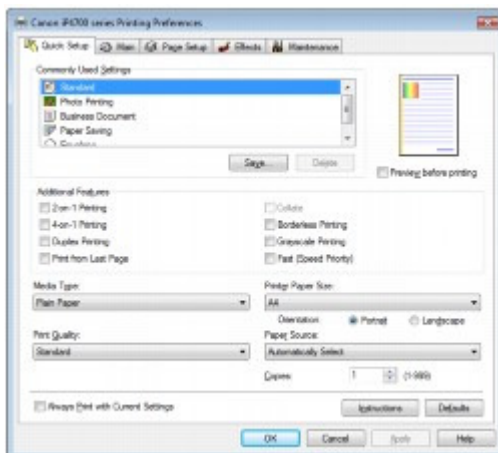 Canon iP4700 series Printing Preferences
Quick Setup Main Page Setup Effects Maintenance
Commonly Used Settings
Standard
Photo Printing
Business Document
Paper Saving
Envelope
Save... Delete
Preview before printing
Additional Features
2-on-1 Printing Collate
4-on-1 Printing Borderless Printing
Duplex Printing Grayscale Printing
Print from Last Page Fast (Speed Priority)
Media Type: Printer Paper Size:
Plain Paper A4
Orientation: Portrait Landscape
Print Quality: Paper Source:
Standard Automatically Select
Copies: 1 (1-999)
Always Print with Current Settings Instructions Defaults
OK Cancel Apply Help